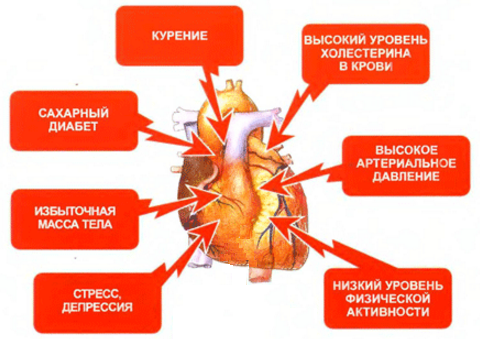 КУРЕНИЕ
ВЫСОКИЙ УРОВЕНЬ
ХОЛЕСТЕРИНА
В КРОВИ
САХАРНЫЙ
ДИАБЕТ
ВЫСОКОЕ
АРТЕРИАЛЬНОЕ
ДАВЛЕНИЕ
ИЗБЫТОЧНАЯ
МАССА ТЕЛА
СТРЕСС,
ДЕПРЕССИЯ
НИЗКИЙ УРОВЕНЬ
ФИЗИЧЕСКОЙ
АКТИВНОСТИ